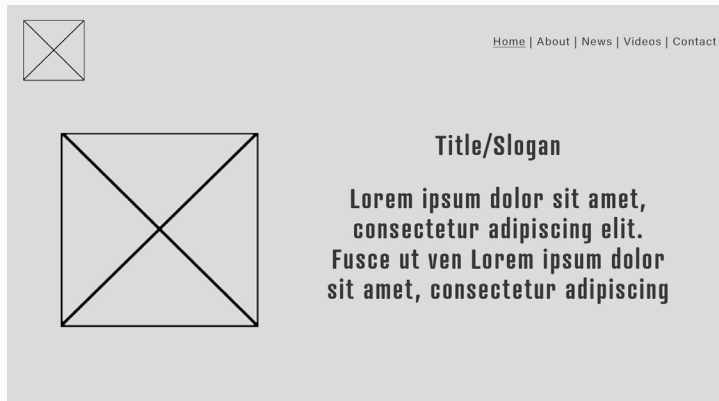 Home | About | News | Videos | Contact
Title/Slogan
Lorem ipsum dolor sit amet,
consectetur adipiscing elit.
Fusce ut ven Lorem ipsum dolor
sit amet, consectetur adipiscing